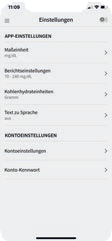 11:09
Einstellungen
APP-EINSTELLUNGEN
Maßeinheit
mg/dL
Berichtseinstellungen
70 - 180 mg/dL
Kohlenhydrateinheiten
Gramm
Text zu Sprache
aus
KONTOEINSTELLUNGEN
Kontoeinstellungen
Konto-Kennwort